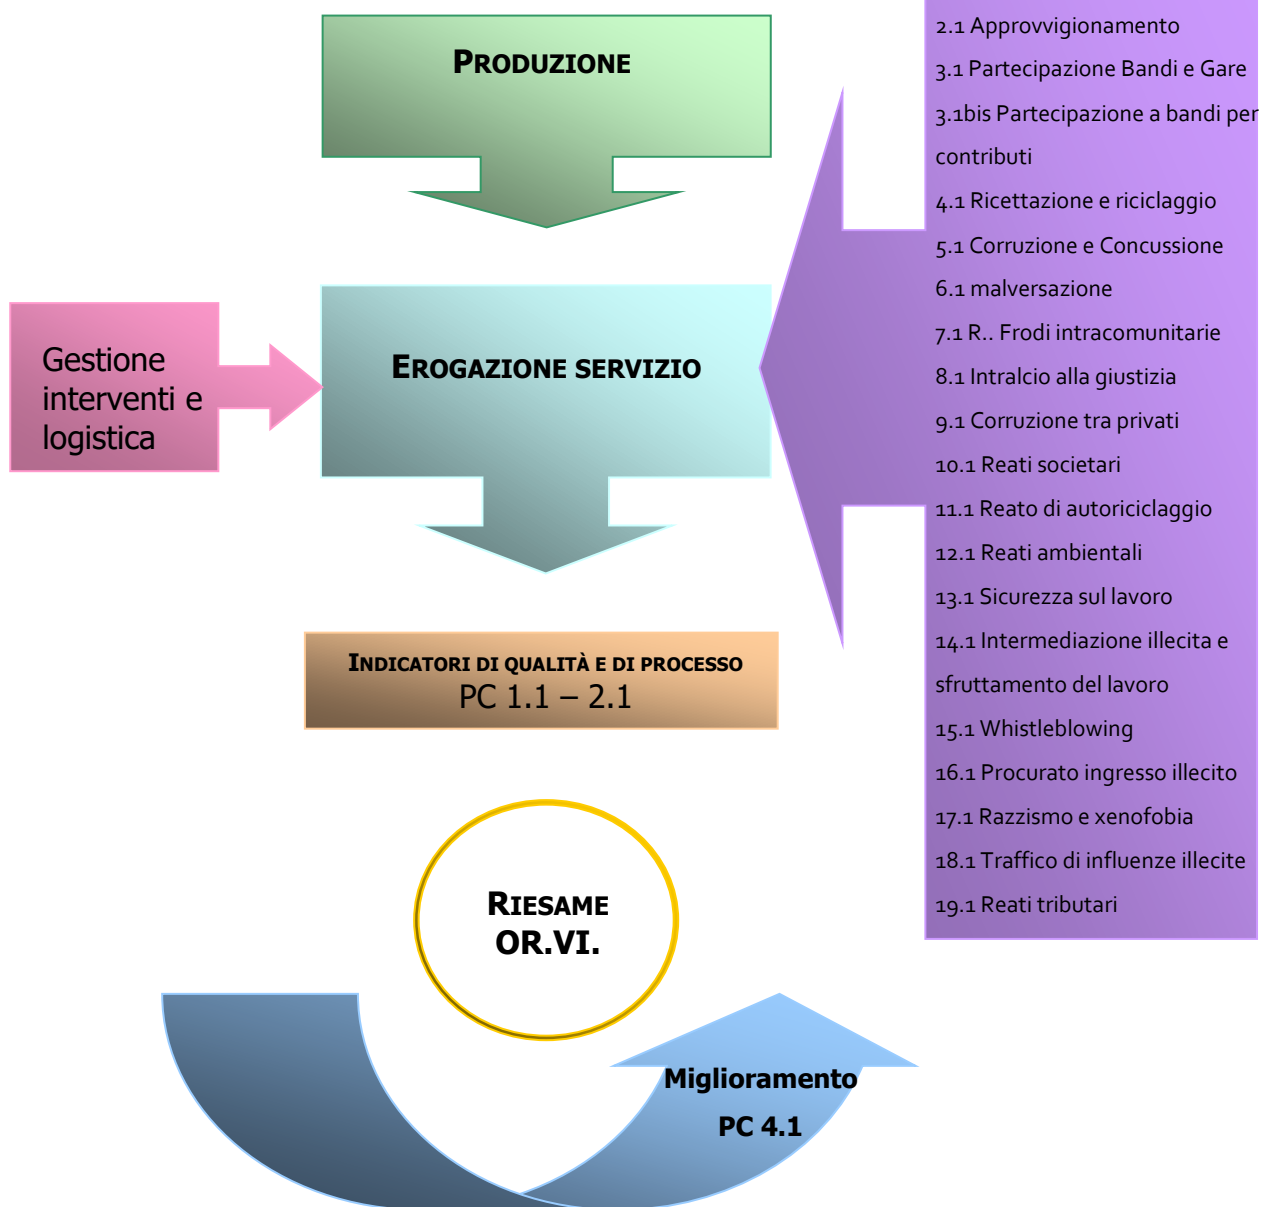 PRODUZIONE
EROGAZIONE SERVIZIO
Gestione
interventi e
logistica
INDICATORI DI QUALITÀ E DI PROCESSO
PC 1.1 – 2.1
RIESAME
OR.VI.
Miglioramento
PC 4.1
2.1 Approvvigionamento
3.1 Partecipazione Bandi e Gare
3.1bis Partecipazione a bandi per
contributi
4.1 Ricettazione e riciclaggio
5.1 Corruzione e Concussione
6.1 malversazione
7.1 R.. Frodi intracomunitarie
8.1 Intralcio alla giustizia
9.1 Corruzione tra privati
10.1 Reati societari
11.1 Reato di autoriciclaggio
12.1 Reati ambientali
13.1 Sicurezza sul lavoro
14.1 Intermediazione illecita e
sfruttamento del lavoro
15.1 Whistleblowing
16.1 Procurato ingresso illecito
17.1 Razzismo e xenofobia
18.1 Traffico di influenze illecite
19.1 Reati tributari